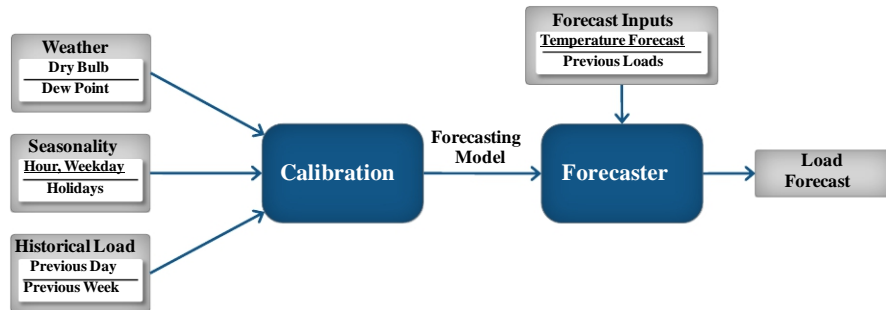 Weather
Dry Bulb
Dew Point
Seasonality
Hour, Weekday
Holidays
Historical Load
Previous Day
Previous Week
Calibration
Forecasting
Model
Forecast Inputs
Temperature Forecast
Previous Loads
Forecaster
Load
Forecast